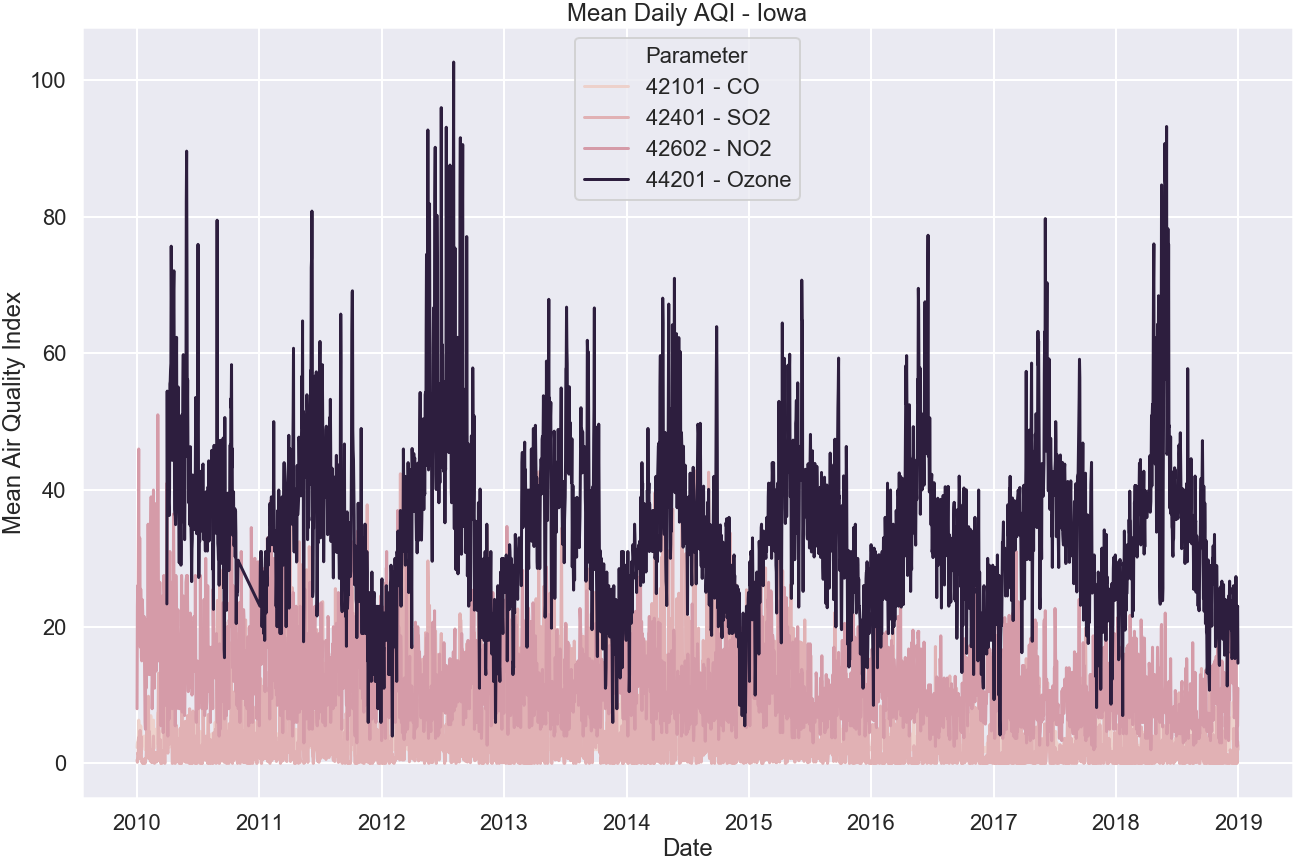 Mean Daily AQI - Iowa
Parameter
42101 - CO
42401 - SO2
42602 - NO2
44201 - Ozone
Mean Air Quality Index
100
80
60
40
20
0
2010 2011 2012 2013 2014 2015 2016 2017 2018 2019
Date